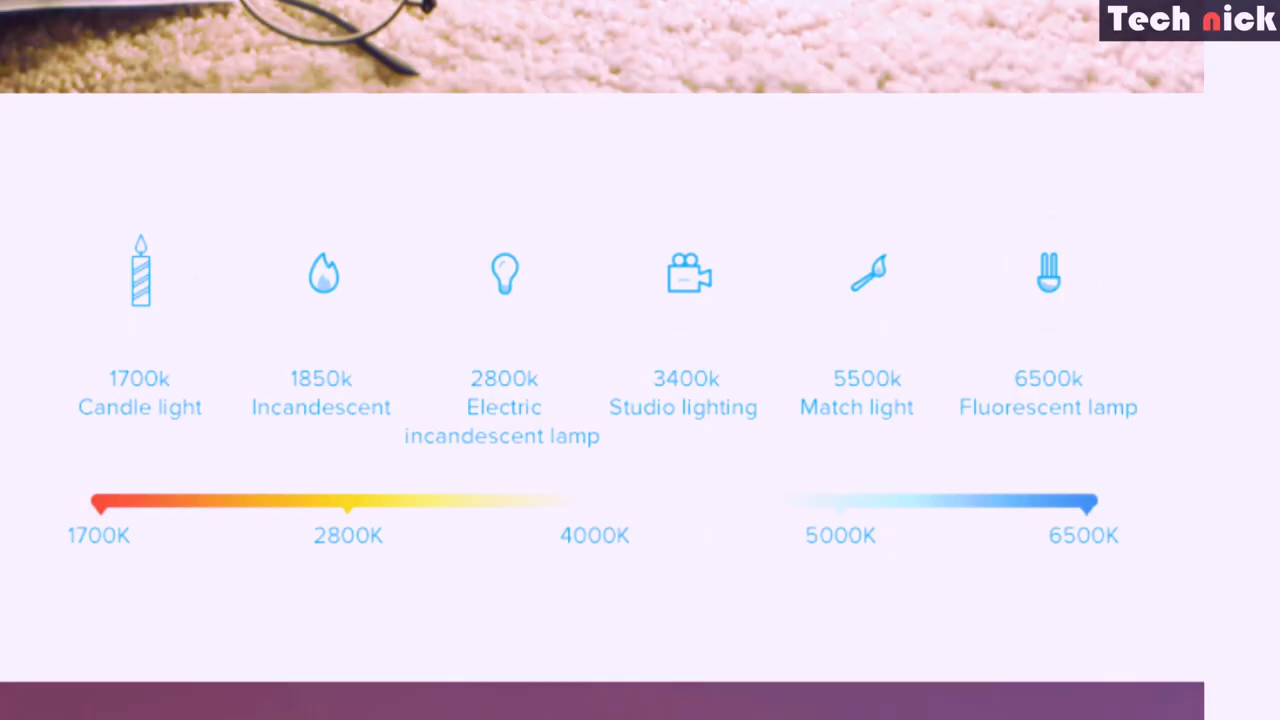 Tech nick
1700k
Candle light
1850k
Incandescent
2800k
Electric
incandescent lamp
3400k
Studio lighting
5500k
Match light
6500k
Fluorescent lamp
1700K 2800K 4000K 5000K 6500K